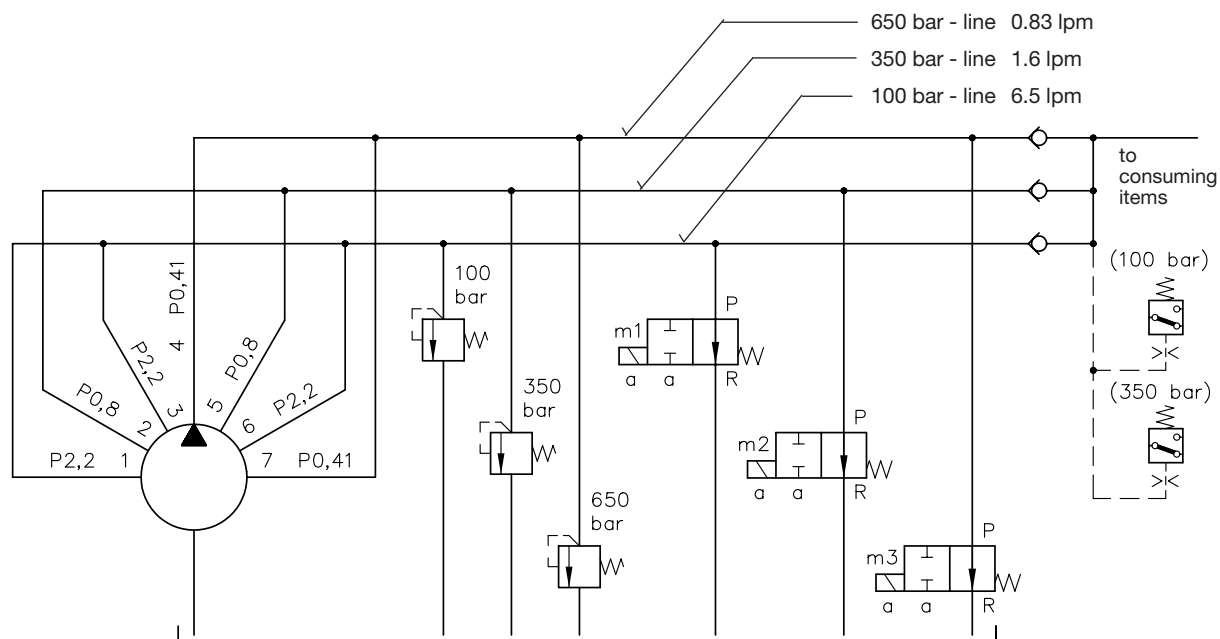 650 bar - line 0.83 lpm
350 bar - line 1.6 lpm
100 bar - line 6.5 lpm
to
consuming
items
(100 bar)
(350 bar)
P2,2 1
P0,8 2
P2,2 3
4 P0,41
5 P0,8
6 P2,2
7 P0,41
100
bar
350
bar
650
bar
m1
P
R
a a
m2
P
R
a a
m3
P
R
a a